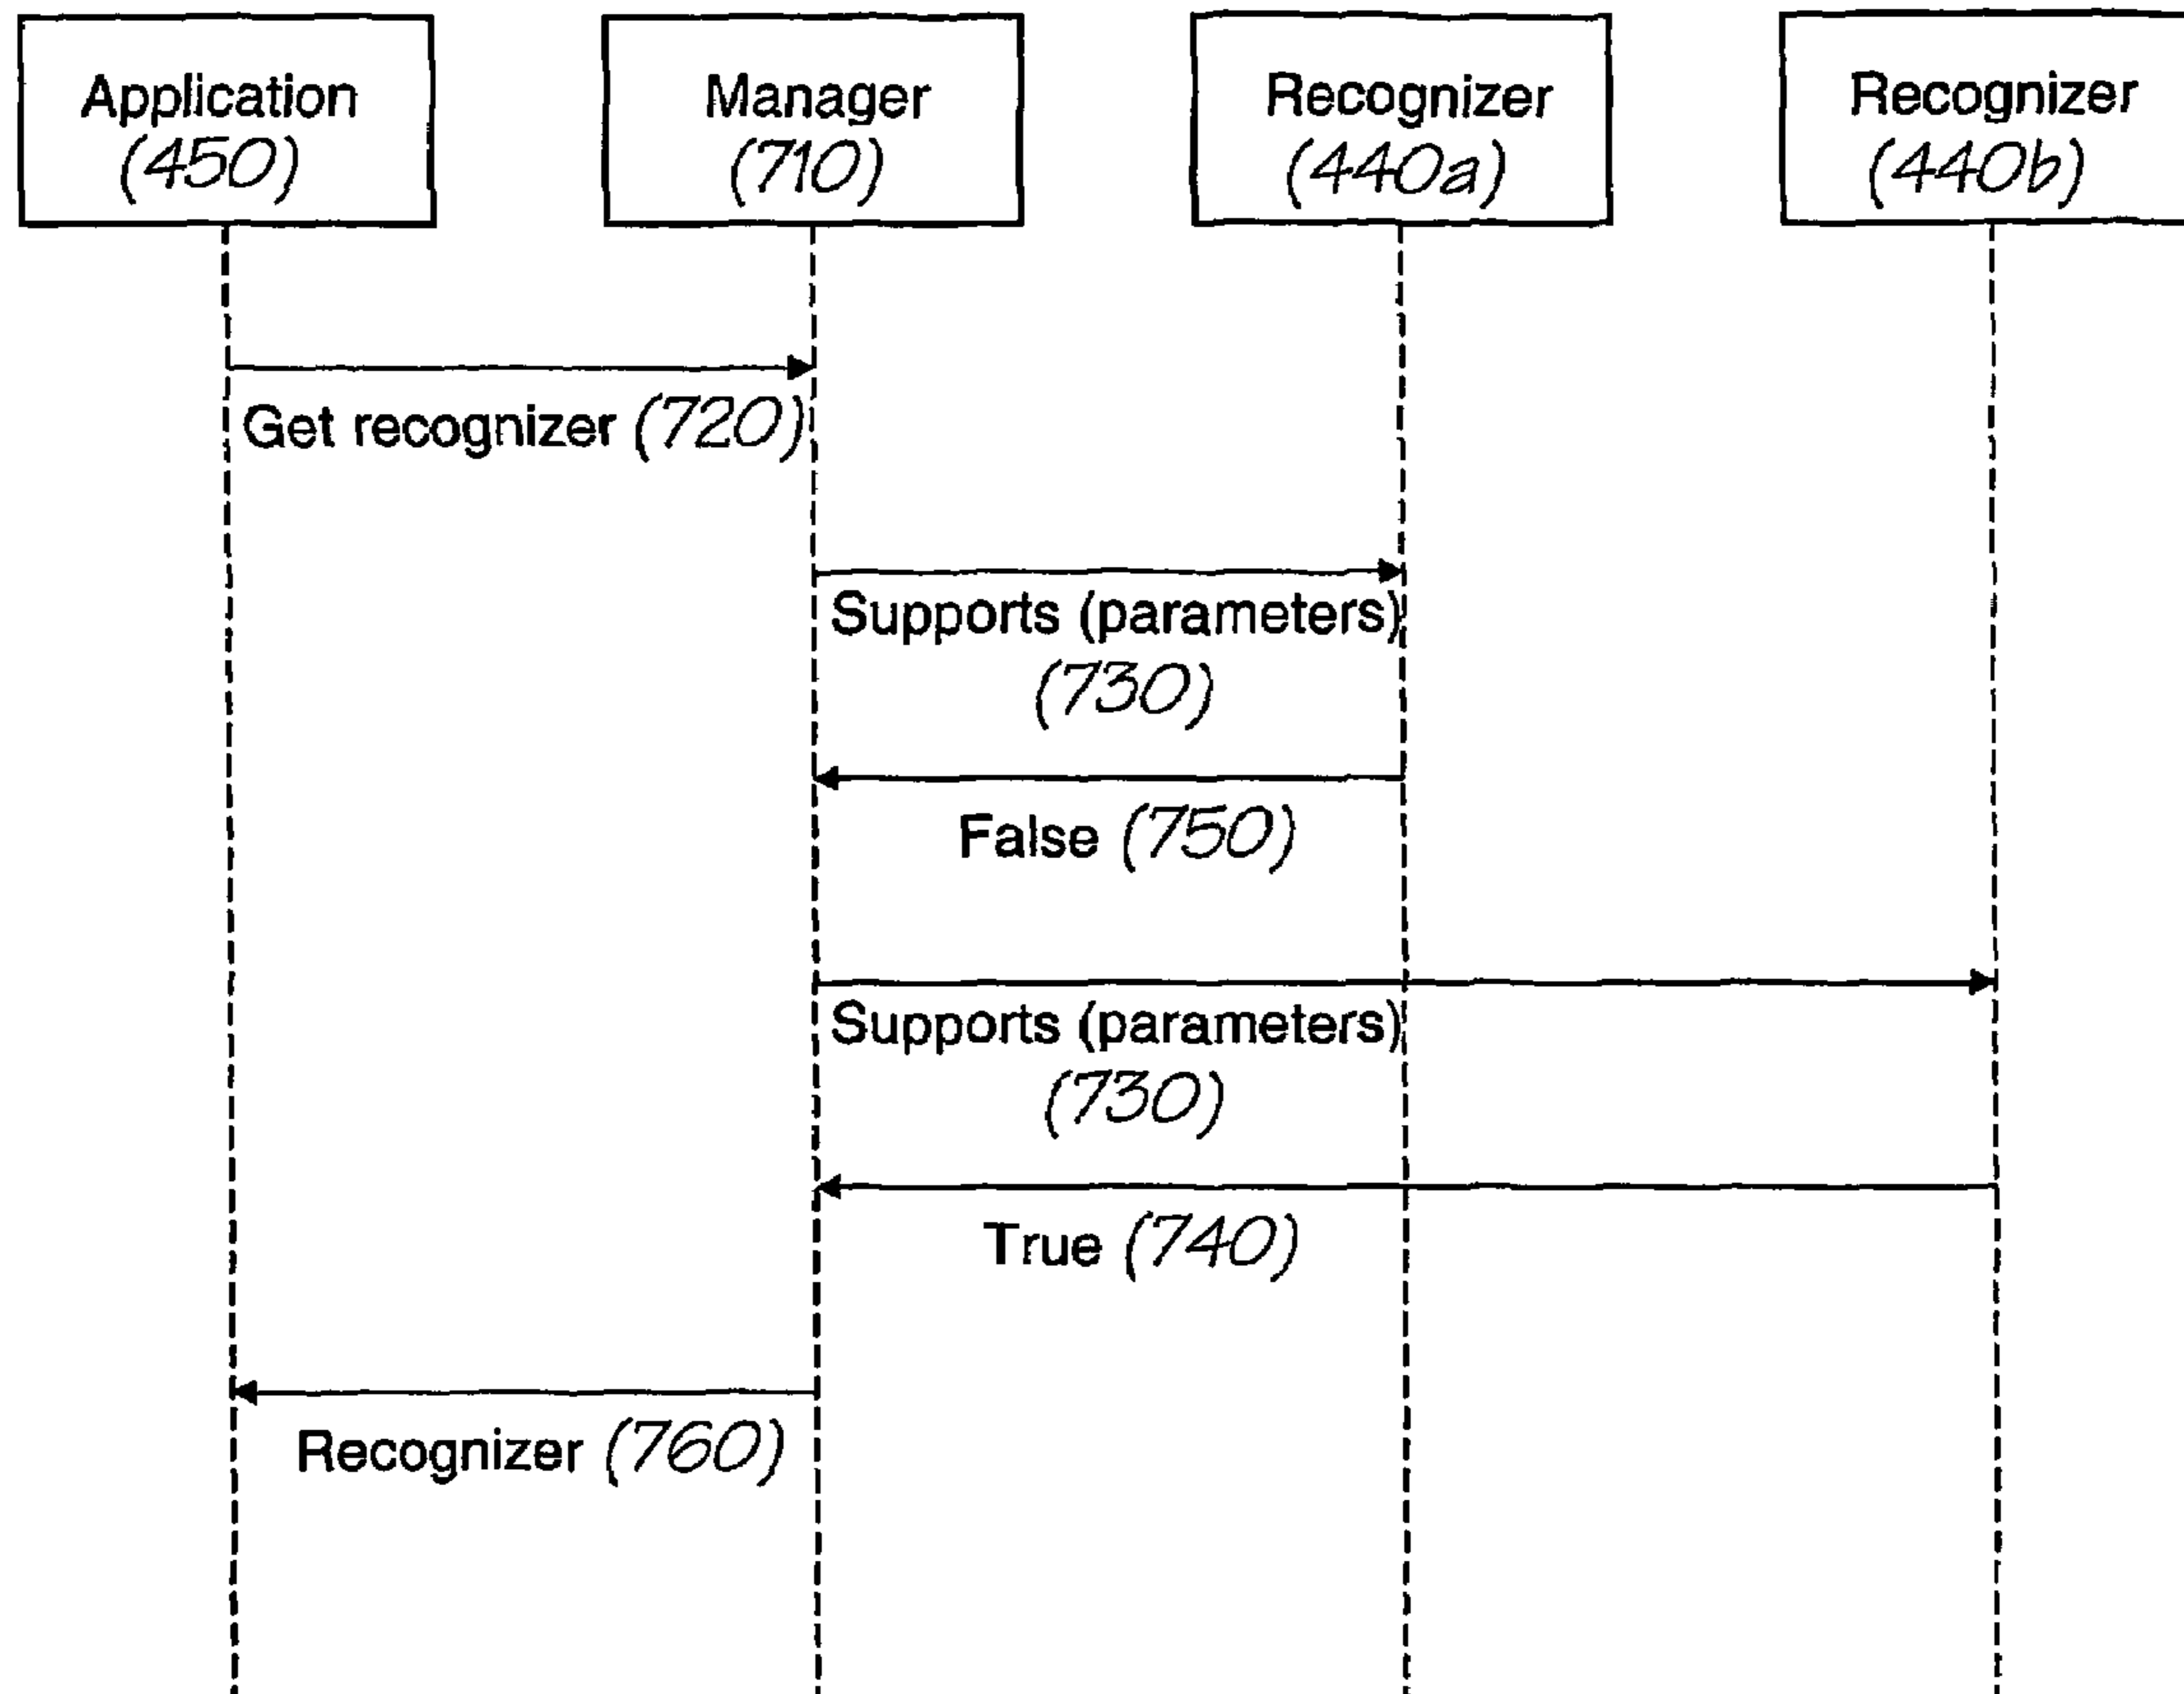 Application
(450)
Manager
(710)
Recognizer
(440a)
Recognizer
(440b)
Get recognizer (720)
Supports (parameters)
(730)
False (750)
Supports (parameters)
(730)
True (740)
Recognizer (760)